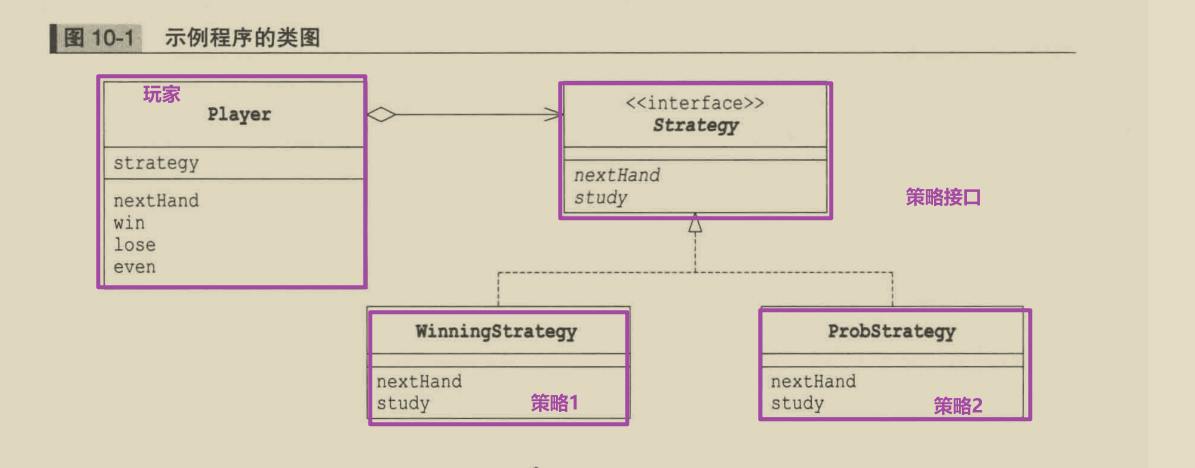 图 10-1 示例程序的类图
玩家
Player
strategy
nextHand
win
lose
even
<<interface>>
Strategy
nextHand
study
策略接口
WinningStrategy
nextHand
study
策略1
ProbStrategy
nextHand
study
策略2